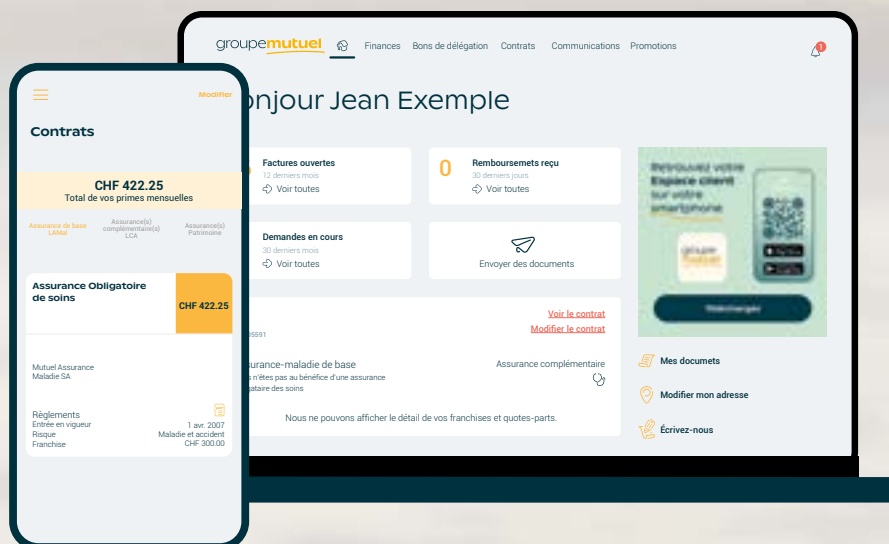 groupemutuel
Finances
Bons de délégation
Contrats
Communications
Promotions
1
onjour Jean Exemple
Factures ouvertes
12 derniers mois
Voir toutes
0
Remboursemets reçu
30 derniers jours
Voir toutes
Demandes en cours
30 derniers mois
Voir toutes
Envoyer des documents
Voir le contrat
Modifier le contrat
5591
surance-maladie de base
s n'êtes pas au bénéfice d'une assurance
gataire des soins
Assurance complémentaire
Nous ne pouvons afficher le détail de vos franchises et quotes-parts.
Retrouvez votre
Espace client
sur votre
smartphone
groupe
mutuel
Télécharger
Mes documets
Modifier mon adresse
Écrivez-nous
Modifier
Contrats
CHF 422.25
Total de vos primes mensuelles
Assurance de base
LAMal
Assurance(s)
complémentaire(s)
LCA
Assurance(s)
Patrimoine
Assurance Obligatoire
de soins
CHF 422.25
Mutuel Assurance
Maladie SA
Règlements
Entrée en vigueur 1 avr. 2007
Risque Maladie et accident
Franchise CHF 300.00